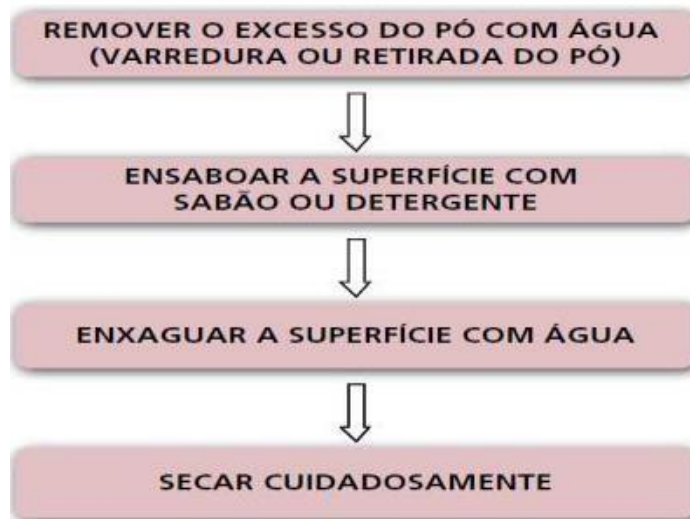 REMOVER O EXCESSO DO PÓ COM ÁGUA
(VARREDURA OU RETIRADA DO PÓ)
ENSABOAR A SUPERFÍCIE COM
SABÃO OU DETERGENTE
ENXAGUAR A SUPERFÍCIE COM ÁGUA
SECAR CUIDADOSAMENTE